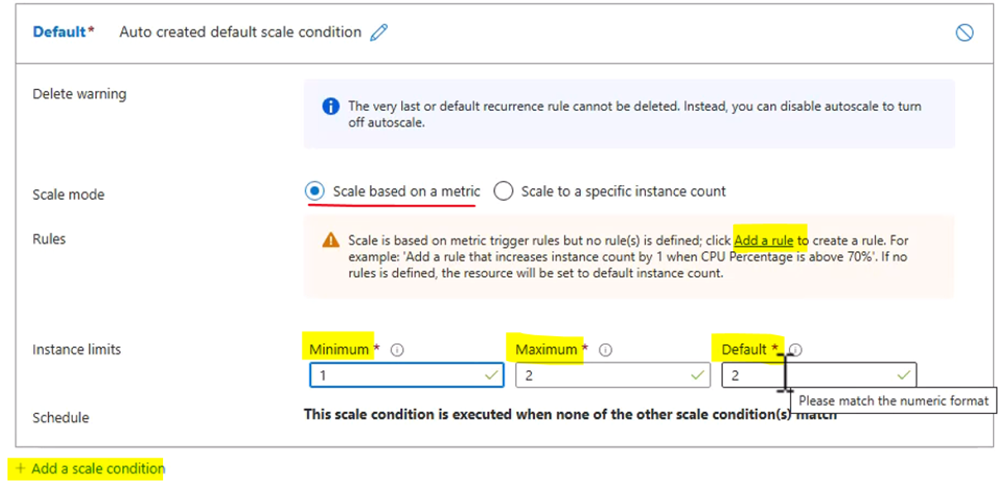 Default* Auto created default scale condition
Delete warning
The very last or default recurrence rule cannot be deleted. Instead, you can disable autoscale to turn
off autoscale.
Scale mode
Scale based on a metric Scale to a specific instance count
Rules
Scale is based on metric trigger rules but no rule(s) is defined; click Add a rule to create a rule. For
example: 'Add a rule that increases instance count by 1 when CPU Percentage is above 70%'. If no
rules is defined, the resource will be set to default instance count.
Instance limits
Minimum * Maximum * Default *
1 2 2
Please match the numeric format
Schedule
This scale condition is executed when none of the other scale condition(s) match
+ Add a scale condition